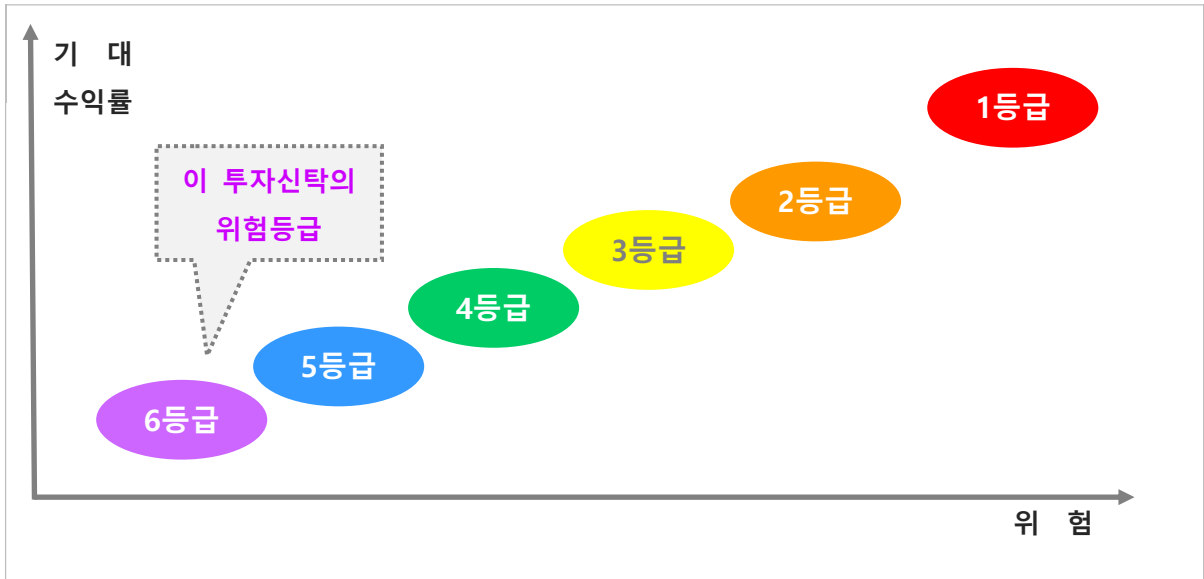 기 대
수익률
1등급
이 투자신탁의
위험등급
2등급
3등급
4등급
5등급
6등급
위 험